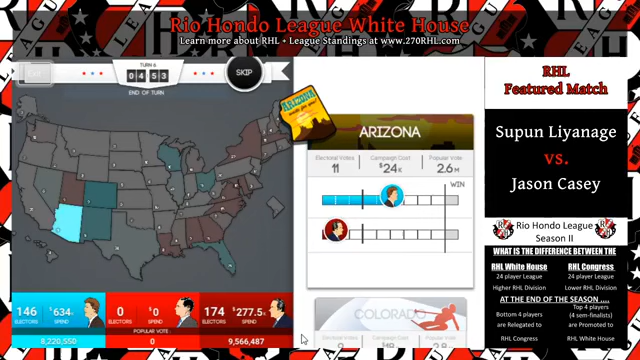 Rio Hondo League White House
Learn more about RHL • League Standings at www.270RHL.com
TURN 6
0 4 5 3
SKIP
END OF TURN
ARIZONA
ARIZONA
Electoral Votes
Campaign Cost
Popular Vote
11
$24K
2.6M
WIN
COLORADO
146
$634K
0
$0
174
$277.5K
ELECTORS
SPEND
ELECTORS
SPEND
ELECTORS
SPEND
POPULAR VOTE
8,220,550
0
9,566,487
RHL
Featured Match
Supun Liyanage
vs.
Jason Casey
Rio Hondo League
Season II
WHAT IS THE DIFFERENCE BETWEEN THE
RHL White House
RHL Congress
24 player League
24 player League
Higher RHL Division
Lower RHL Division
AT THE END OF THE SEASON ....
Bottom 4 players
are Relegated to
RHL Congress
Top 4 players
(4 semi-finalists)
are Promoted to
RHL White House